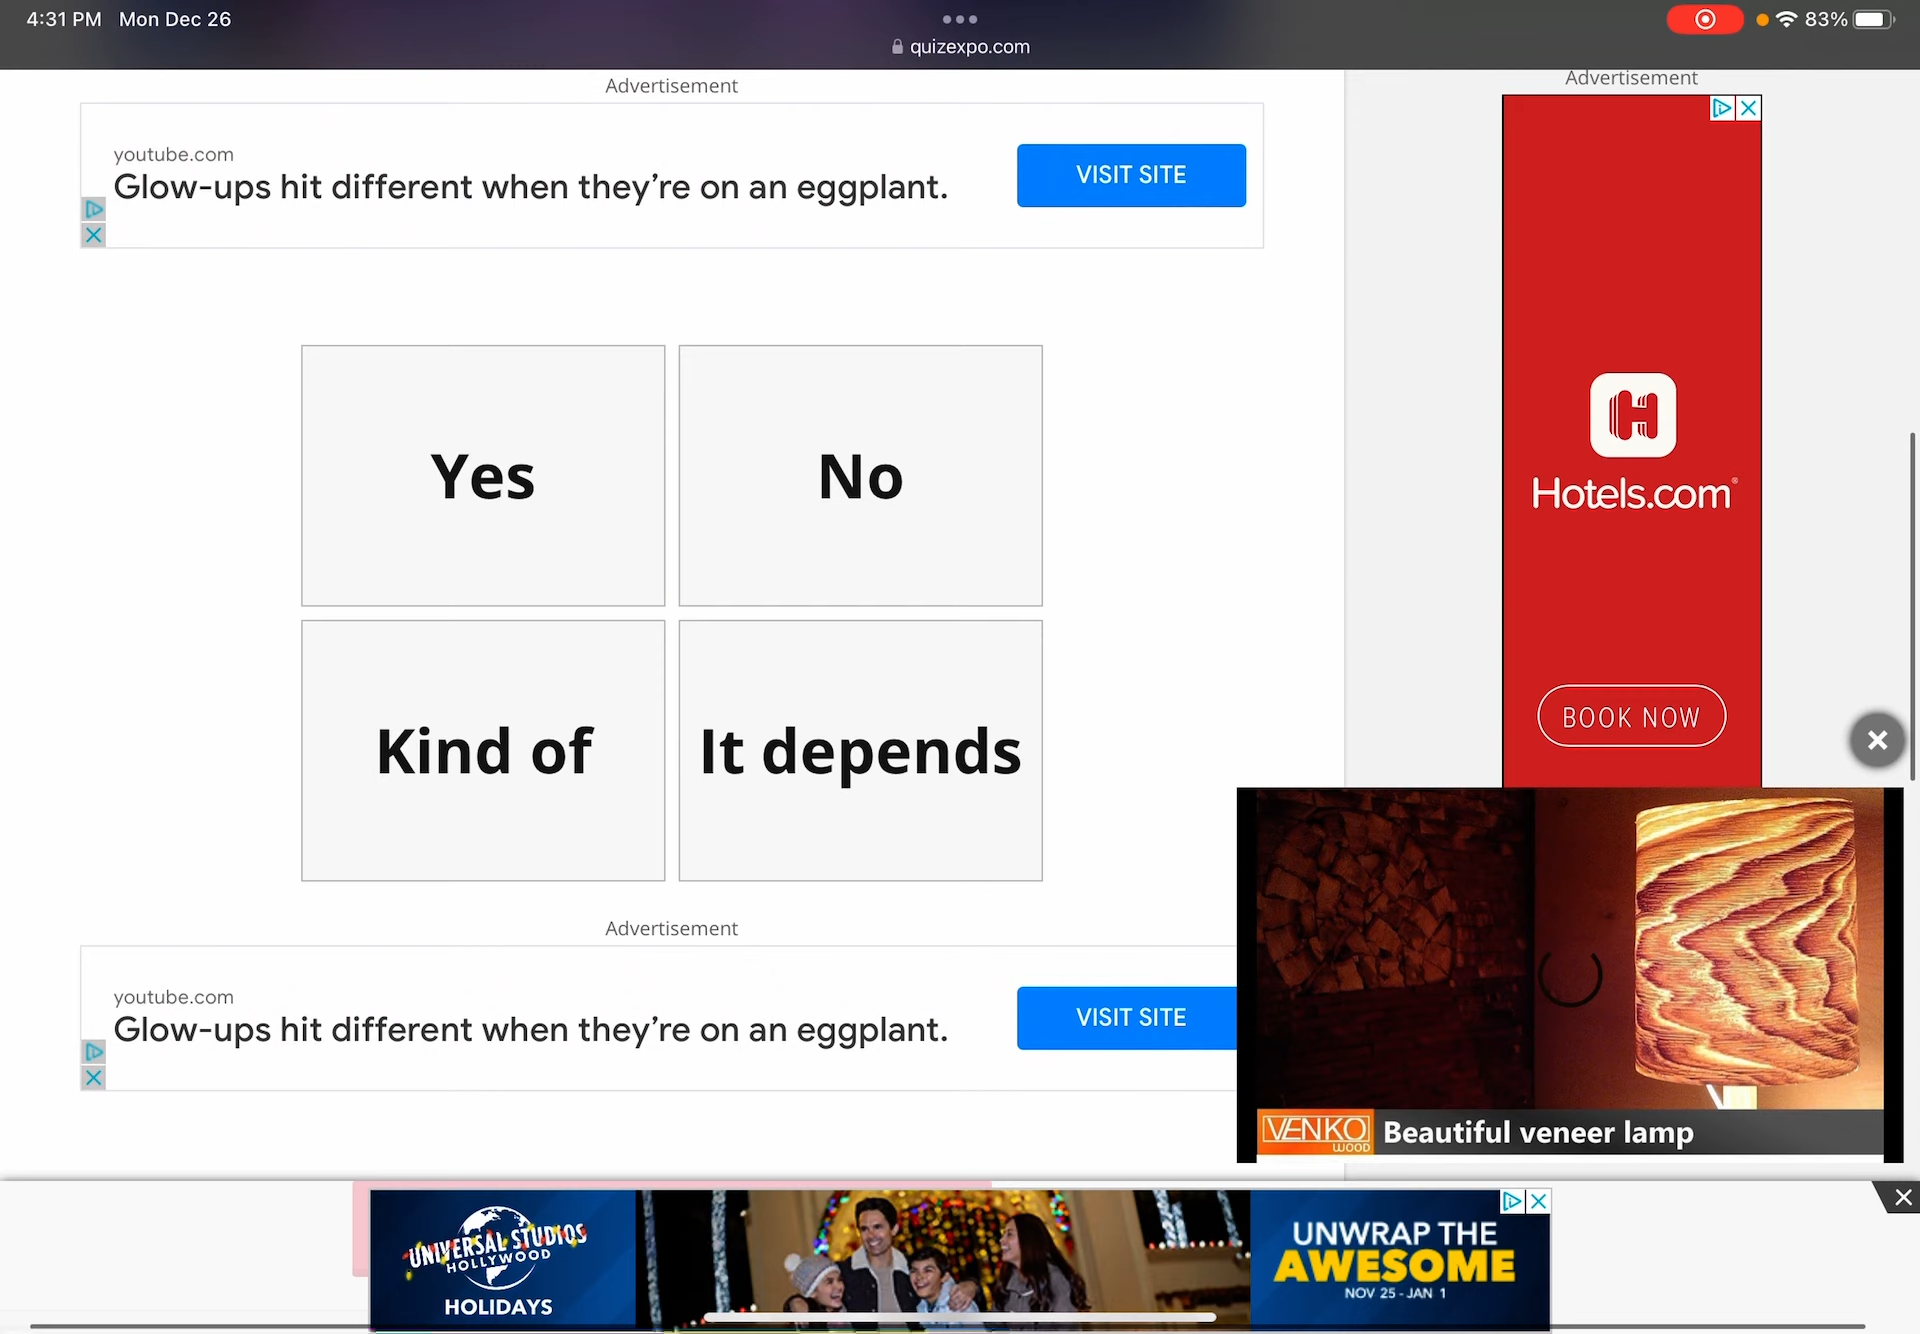 4:31 PM Mon Dec 26
83%
quizexpo.com
Advertisement
youtube.com
Glow-ups hit different when they're on an eggplant.
VISIT SITE
Yes
No
Kind of
It depends
Advertisement
youtube.com
Glow-ups hit different when they're on an eggplant.
VISIT SITE
Advertisement
H
Hotels.com
BOOK NOW
VENKO
WOOD
Beautiful veneer lamp
UNIVERSAL STUDIOS
HOLLYWOOD
HOLIDAYS
UNWRAP THE
AWESOME
NOV 25 - JAN 1